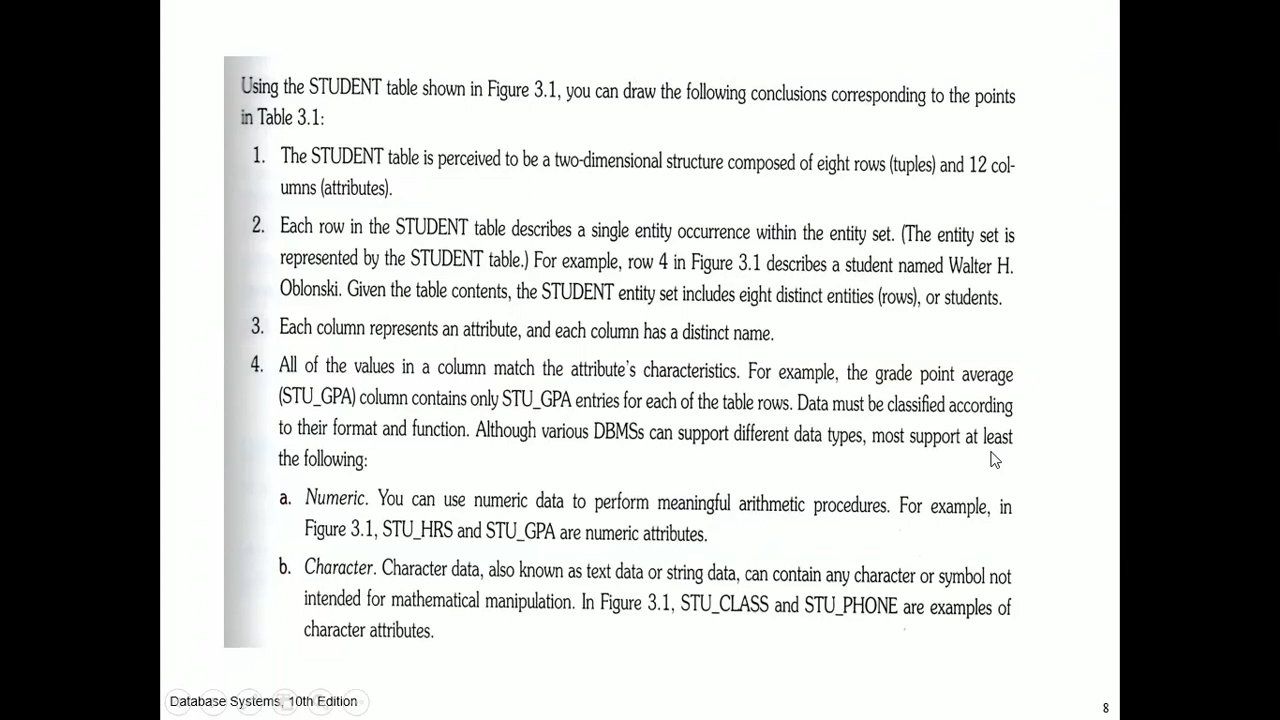 Using the STUDENT table shown in Figure 3.1, you can draw the following conclusions corresponding to the points
in Table 3.1:
1. The STUDENT table is perceived to be a two-dimensional structure composed of eight rows (tuples) and 12 col-
umns (attributes).
2. Each row in the STUDENT table describes a single entity occurrence within the entity set. (The entity set is
represented by the STUDENT table.) For example, row 4 in Figure 3.1 describes a student named Walter H.
Oblonski. Given the table contents, the STUDENT entity set includes eight distinct entities (rows), or students.
3. Each column represents an attribute, and each column has a distinct name.
4. All of the values in a column match the attribute's characteristics. For example, the grade point average
(STU_GPA) column contains only STU_GPA entries for each of the table rows. Data must be classified according
to their format and function. Although various DBMSs can support different data types, most support at least
the following:
a. Numeric. You can use numeric data to perform meaningful arithmetic procedures. For example, in
Figure 3.1, STU_HRS and STU_GPA are numeric attributes.
b. Character. Character data, also known as text data or string data, can contain any character or symbol not
intended for mathematical manipulation. In Figure 3.1, STU_CLASS and STU_PHONE are examples of
character attributes.
Database Systems, 10th Edition
8